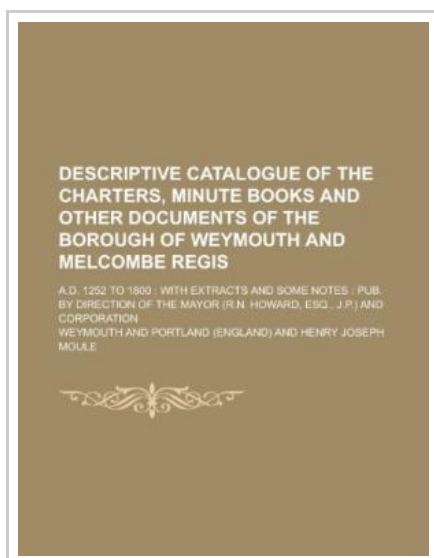 DESCRIPTIVE CATALOGUE OF THE
CHARTERS, MINUTE BOOKS AND
OTHER DOCUMENTS OF THE
BOROUGH OF WEYMOUTH AND
MELCOMBE REGIS
A.D. 1252 TO 1800 : WITH EXTRACTS AND SOME NOTES : PUB.
BY DIRECTION OF THE MAYOR (R.N. HOWARD, ESQ., J.P.) AND
CORPORATION
WEYMOUTH AND PORTLAND (ENGLAND) AND HENRY JOSEPH
MOULE